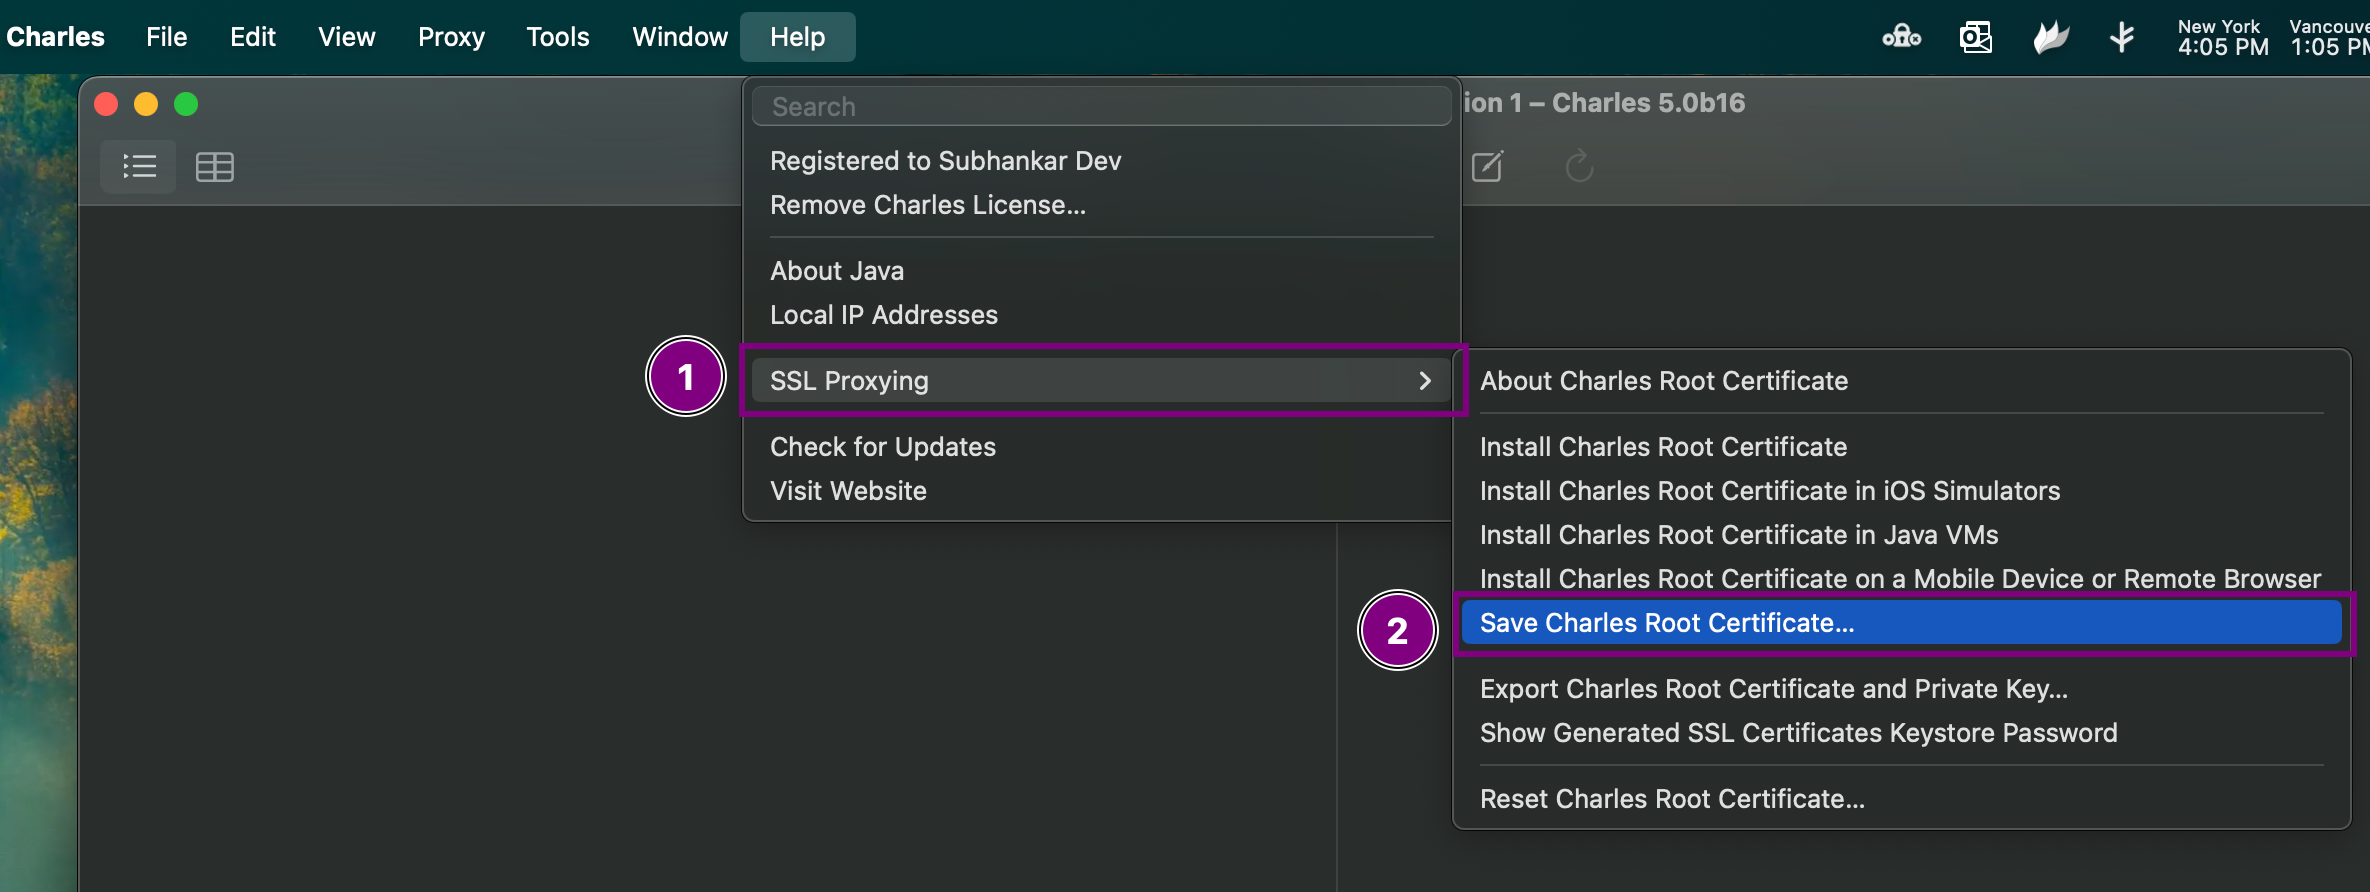 Charles File Edit View Proxy Tools Window Help
New York Vancouve
4:05 PM 1:05 PM
ion 1 – Charles 5.0b16
Search
Registered to Subhankar Dev
Remove Charles License...
About Java
Local IP Addresses
1
SSL Proxying
Check for Updates
Visit Website
About Charles Root Certificate
Install Charles Root Certificate
Install Charles Root Certificate in iOS Simulators
Install Charles Root Certificate in Java VMs
Install Charles Root Certificate on a Mobile Device or Remote Browser
2
Save Charles Root Certificate...
Export Charles Root Certificate and Private Key...
Show Generated SSL Certificates Keystore Password
Reset Charles Root Certificate...